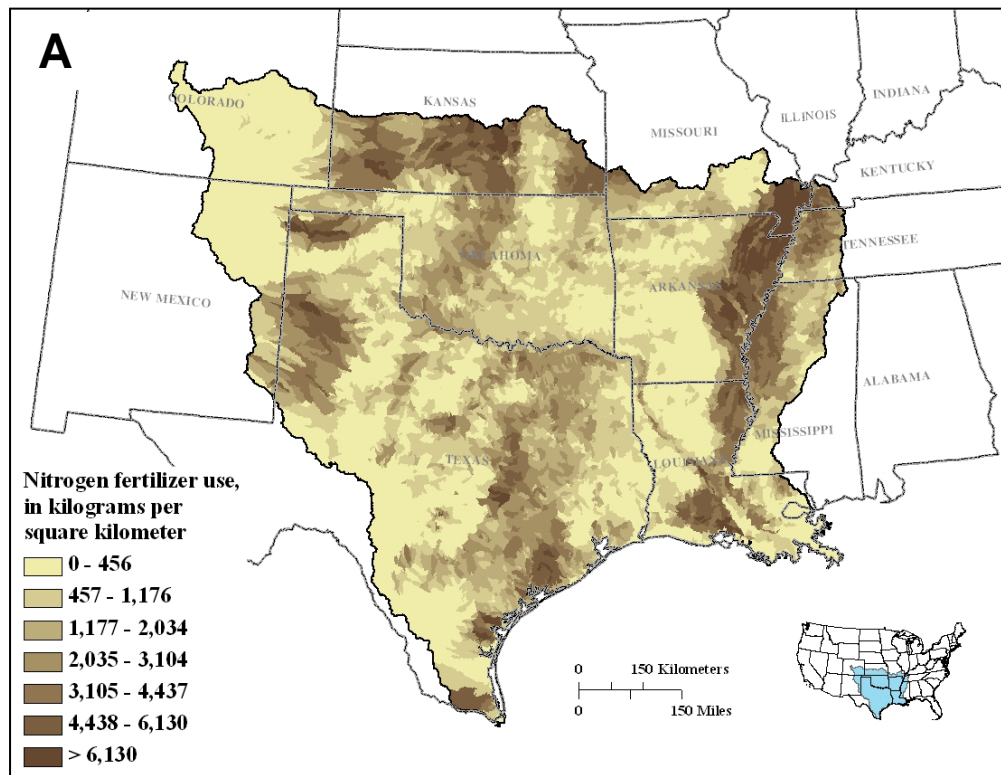 A
COLORADO
KANSAS
MISSOURI
ILLINOIS
INDIANA
KENTUCKY
TENNESSEE
OKLAHOMA
ARKANSAS
NEW MEXICO
ALABAMA
MISSISSIPPI
TEXAS
LOUISIANA
Nitrogen fertilizer use,
in kilograms per
square kilometer
0 - 456
457 - 1,176
1,177 - 2,034
2,035 - 3,104
3,105 - 4,437
4,438 - 6,130
> 6,130
0 150 Kilometers
0 150 Miles